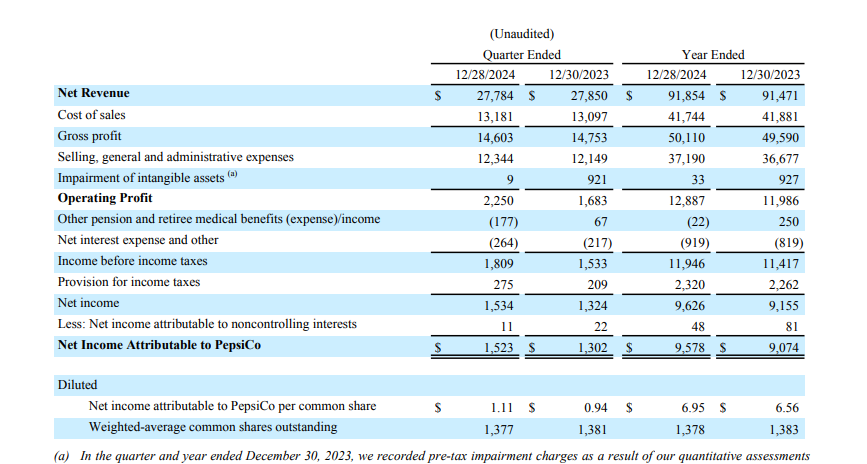 (Unaudited)
Quarter Ended Year Ended
12/28/2024 12/30/2023 12/28/2024 12/30/2023
Net Revenue $ 27,784 $ 27,850 $ 91,854 $ 91,471
Cost of sales 13,181 13,097 41,744 41,881
Gross profit 14,603 14,753 50,110 49,590
Selling, general and administrative expenses 12,344 12,149 37,190 36,677
Impairment of intangible assets (a) 9 921 33 927
Operating Profit 2,250 1,683 12,887 11,986
Other pension and retiree medical benefits (expense)/income (177) 67 (22) 250
Net interest expense and other (264) (217) (919) (819)
Income before income taxes 1,809 1,533 11,946 11,417
Provision for income taxes 275 209 2,320 2,262
Net income 1,534 1,324 9,626 9,155
Less: Net income attributable to noncontrolling interests 11 22 48 81
Net Income Attributable to PepsiCo $ 1,523 $ 1,302 $ 9,578 $ 9,074
Diluted
Net income attributable to PepsiCo per common share $ 1.11 $ 0.94 $ 6.95 $ 6.56
Weighted-average common shares outstanding 1,377 1,381 1,378 1,383
(a) In the quarter and year ended December 30, 2023, we recorded pre-tax impairment charges as a result of our quantitative assessments